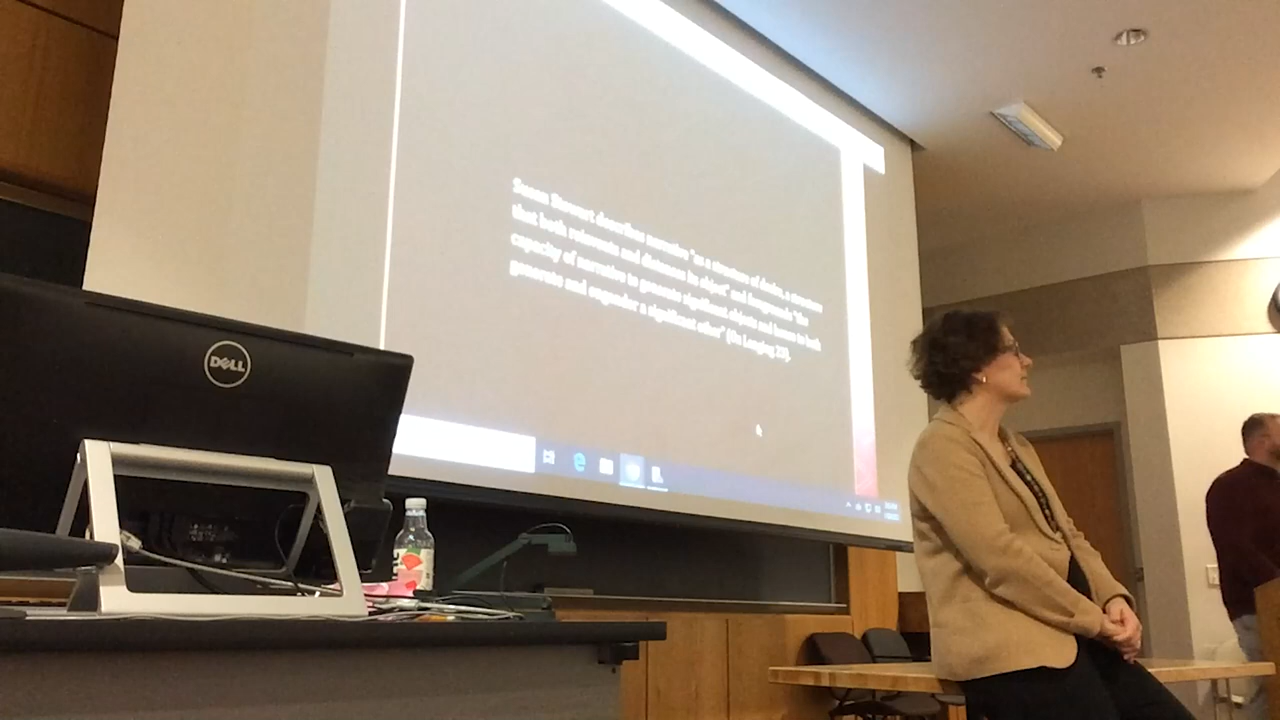 Susan Stewart describes narrative "as a structure of desire, a structure
that both reinvents and distances its object" and foregrounds "the
capacity of narrative to generate significant objects and hence to both
generate and engender a significant other" (On Longing 23).
DELL